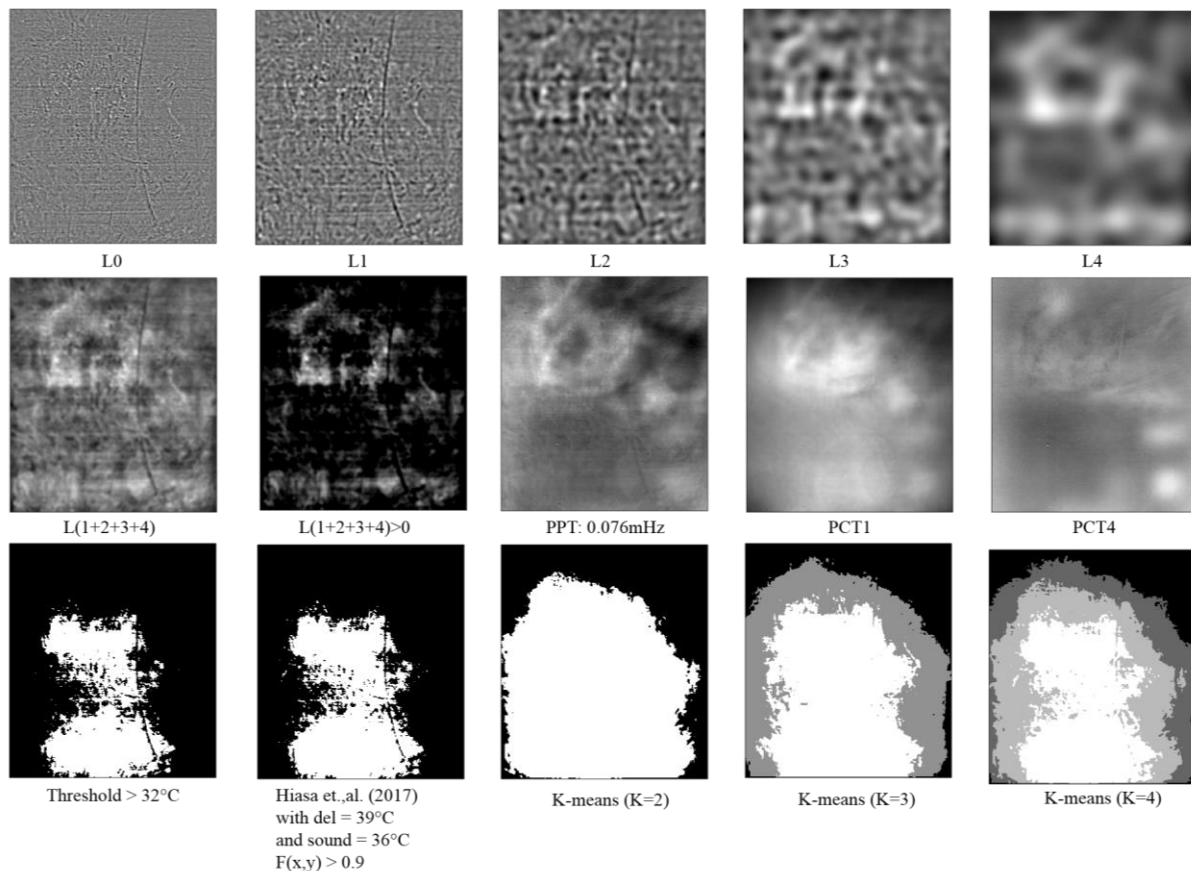 L0
L1
L2
L3
L4
L(1+2+3+4)
L(1+2+3+4)>0
PPT: 0.076mHz
PCT1
PCT4
Threshold > 32°C
Hiasa et.,al. (2017)
with del = 39°C
and sound = 36°C
F(x,y) > 0.9
K-means (K=2)
K-means (K=3)
K-means (K=4)